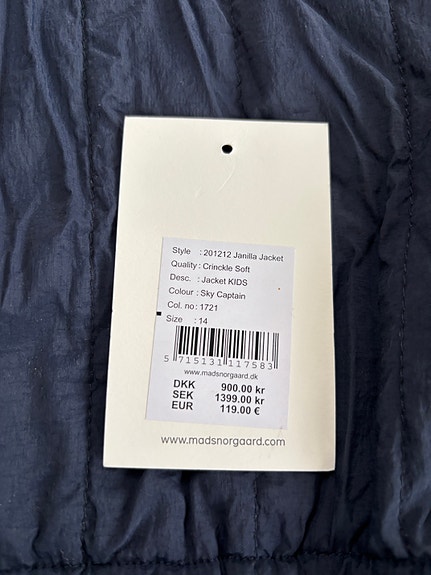 Style : 201212 Janilla Jacket
Quality : Crinckle Soft
Desc. : Jacket KIDS
Colour : Sky Captain
Col. no : 1721
Size : 14
5 715131 117583
www.madsnorgaard.dk
DKK 900.00 kr
SEK 1399.00 kr
EUR 119.00 €
www.madsnorgaard.com